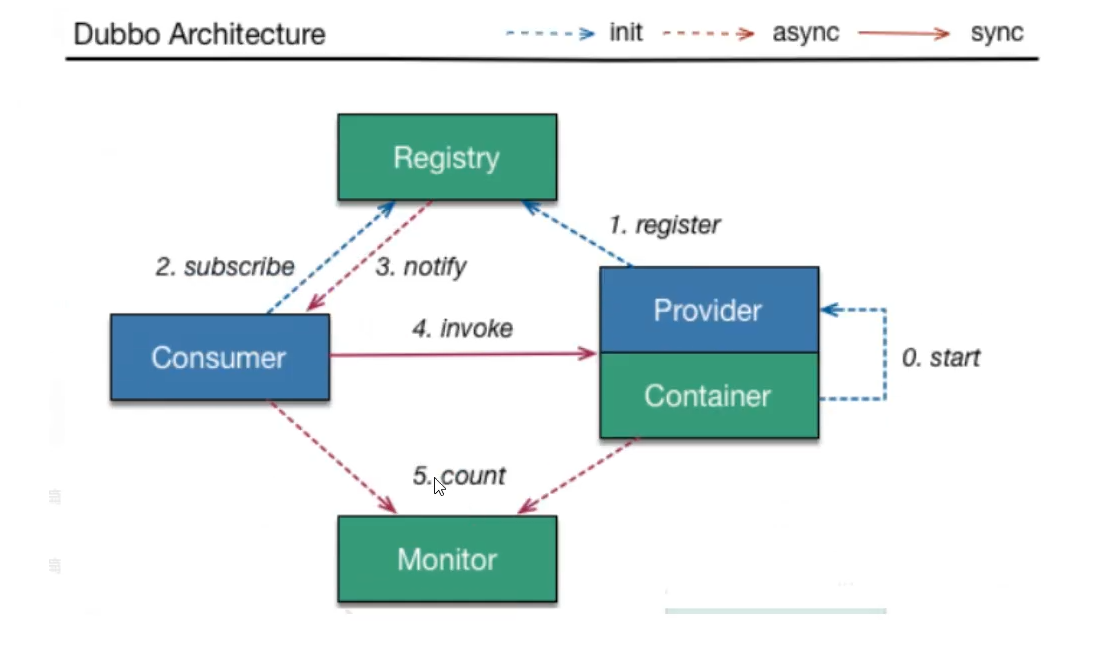 Dubbo Architecture
init
async
sync
Registry
1. register
2. subscribe
3. notify
Provider
4. invoke
Consumer
0. start
Container
5. count
Monitor